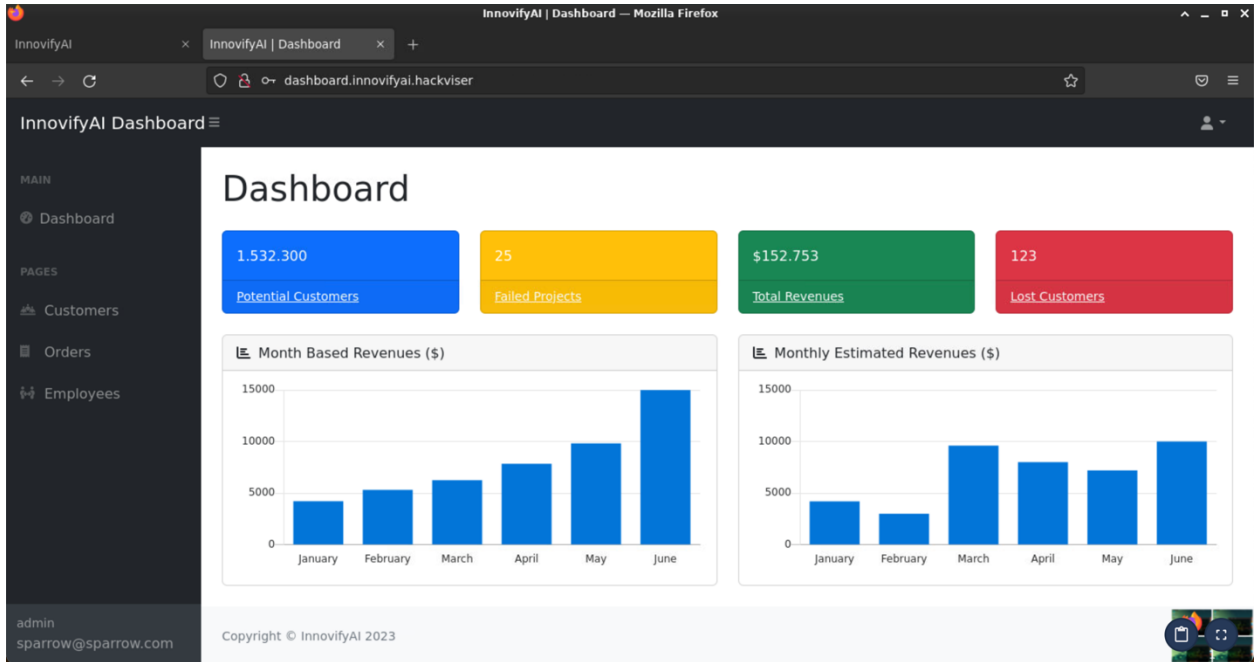 InnovifyAI | Dashboard — Mozilla Firefox
InnovifyAI
InnovifyAI | Dashboard
dashboard.innovifyai.hackviser
InnovifyAI Dashboard
MAIN
Dashboard
PAGES
Customers
Orders
Employees
admin
sparrow@sparrow.com
Dashboard
1.532.300
Potential Customers
25
Failed Projects
$152.753
Total Revenues
123
Lost Customers
Month Based Revenues ($)
15000
10000
5000
0
January February March April May June
Monthly Estimated Revenues ($)
15000
10000
5000
0
January February March April May June
Copyright © InnovifyAI 2023